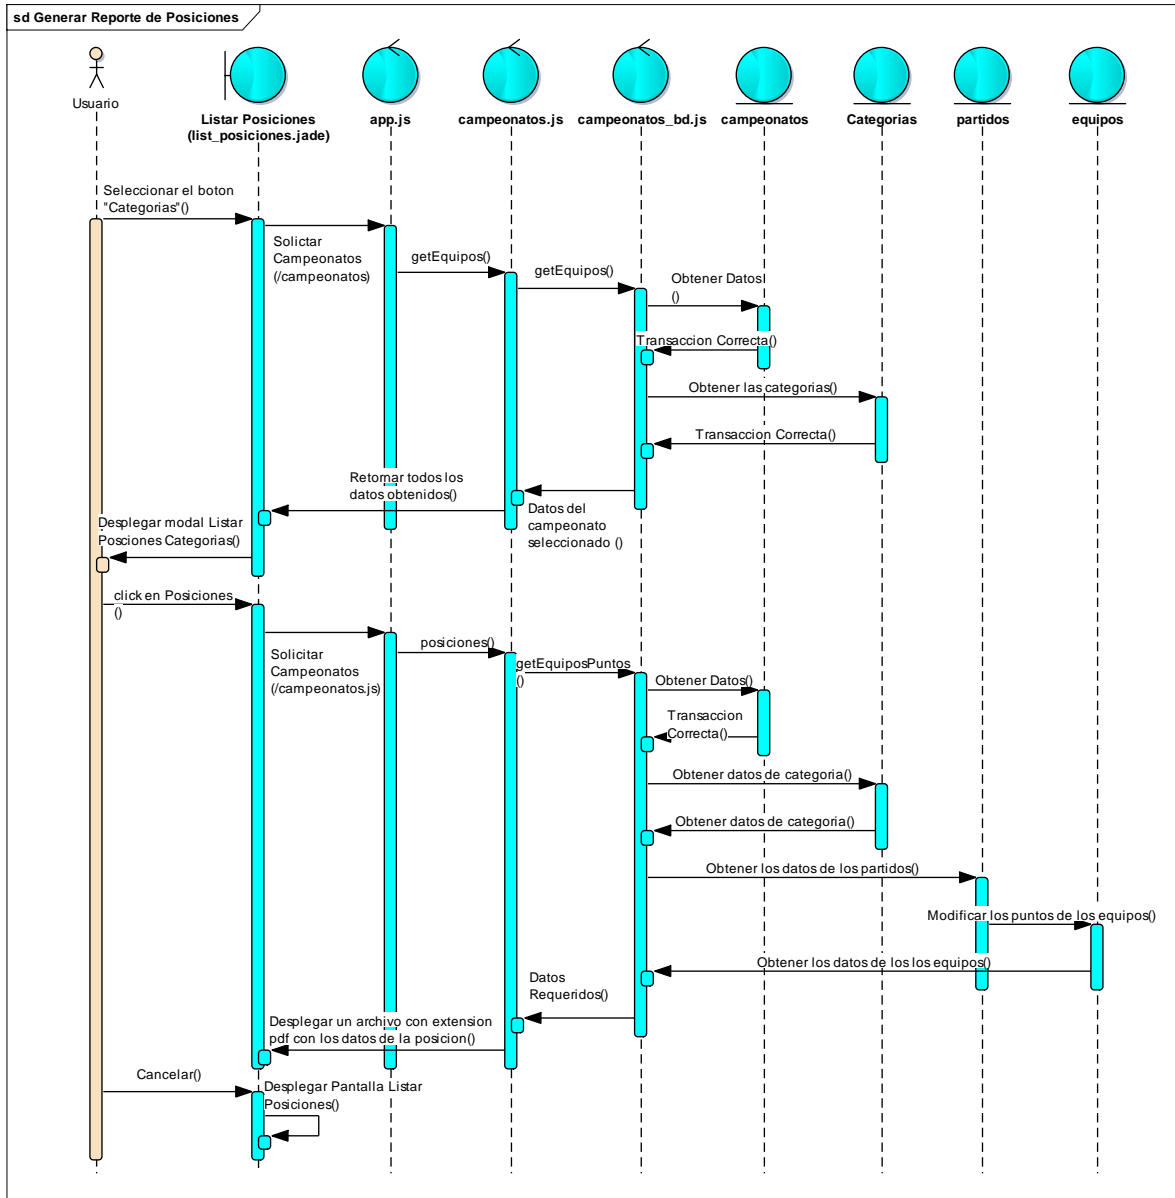 sd Generar Reporte de Posiciones
Usuario
Listar Posiciones
(list_posiciones.jade)
app.js
campeonatos.js
campeonatos_bd.js
campeonatos
Categorias
partidos
equipos
Seleccionar el boton
"Categorias"()
Solictar
Campeonatos
(/campeonatos)
getEquipos()
getEquipos()
Obtener Datos
()
Transaccion Correcta()
Obtener las categorias()
Transaccion Correcta()
Retornar todos los
datos obtenidos()
Datos del
campeonato
seleccionado ()
Desplegar modal Listar
Posciones Categorias()
click en Posiciones
()
Solicitar
Campeonatos
(/campeonatos.js)
posiciones()
getEquiposPuntos
()
Obtener Datos()
Transaccion
Correcta()
Obtener datos de categoria()
Obtener datos de categoria()
Obtener los datos de los partidos()
Modificar los puntos de los equipos()
Obtener los datos de los los equipos()
Datos
Requeridos()
Desplegar un archivo con extension
pdf con los datos de la posicion()
Cancelar()
Desplegar Pantalla Listar
Posiciones()